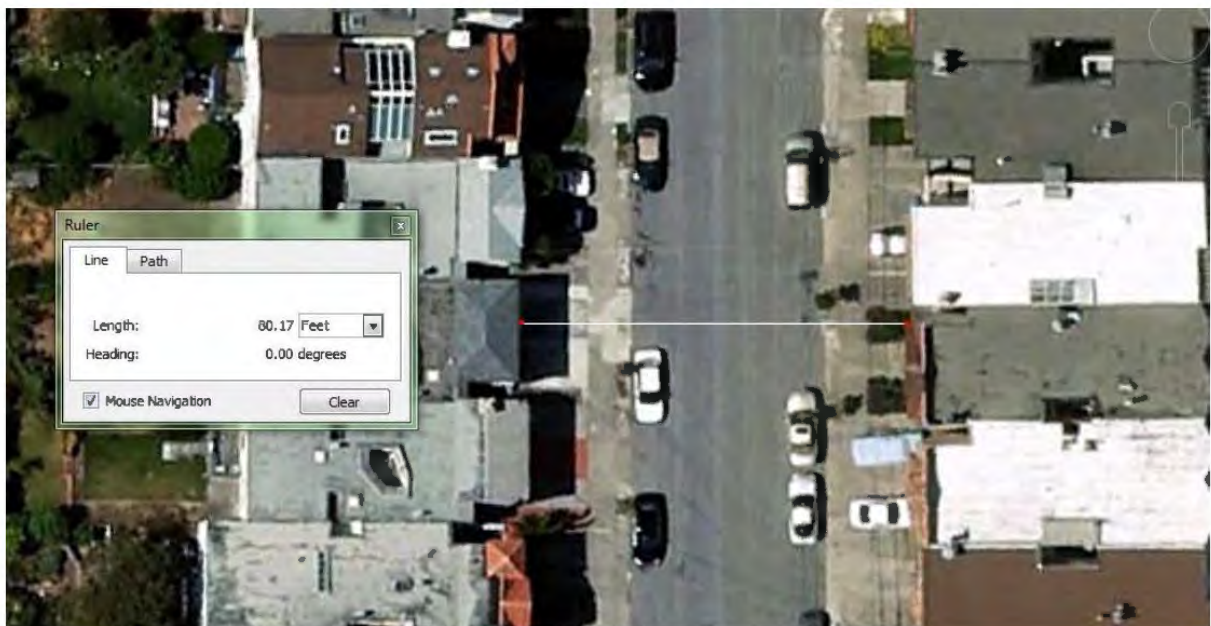 Ruler
Line Path
Length: 80.17 Feet
Heading: 0.00 degrees
Mouse Navigation Clear